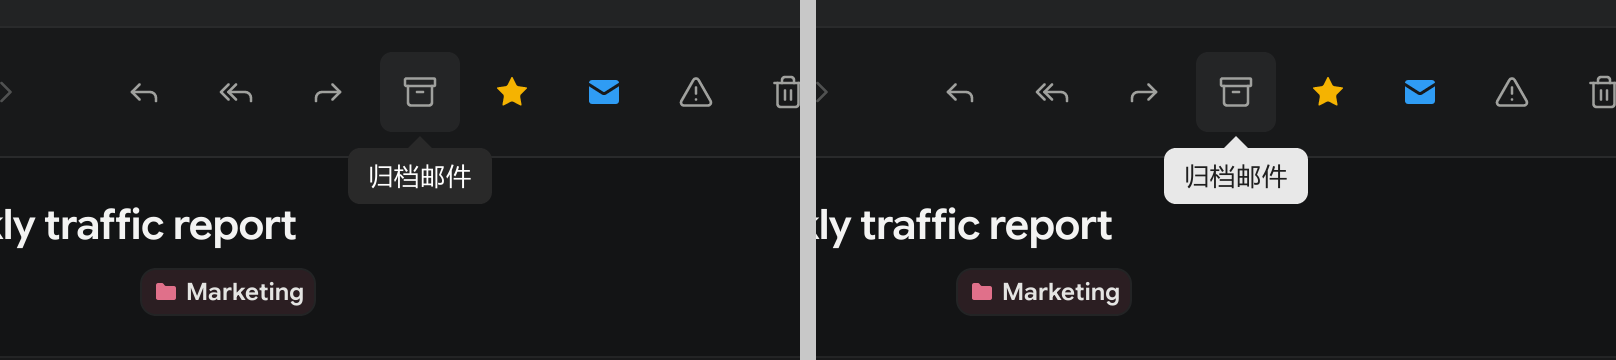 归档邮件
kly traffic report
Marketing
归档邮件
kly traffic report
Marketing